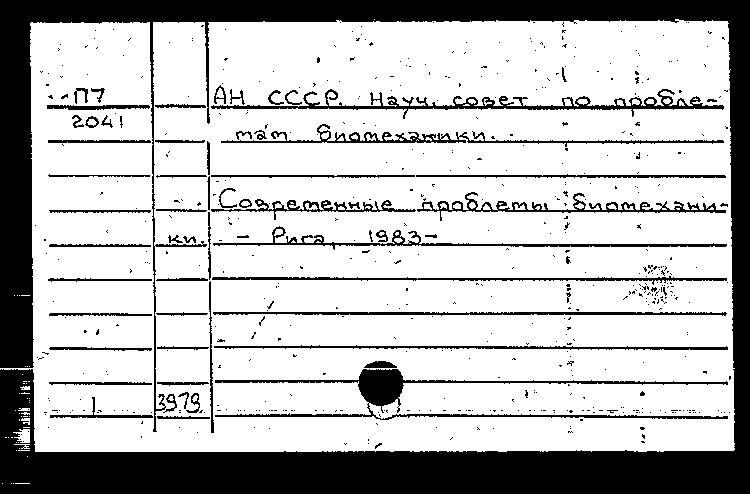 П7 АН СССР. Науч. совет по пробле-
2041 мам биомеханики.
Современные проблемы биомехани-
ки. - Рига, 1983-
1 3979